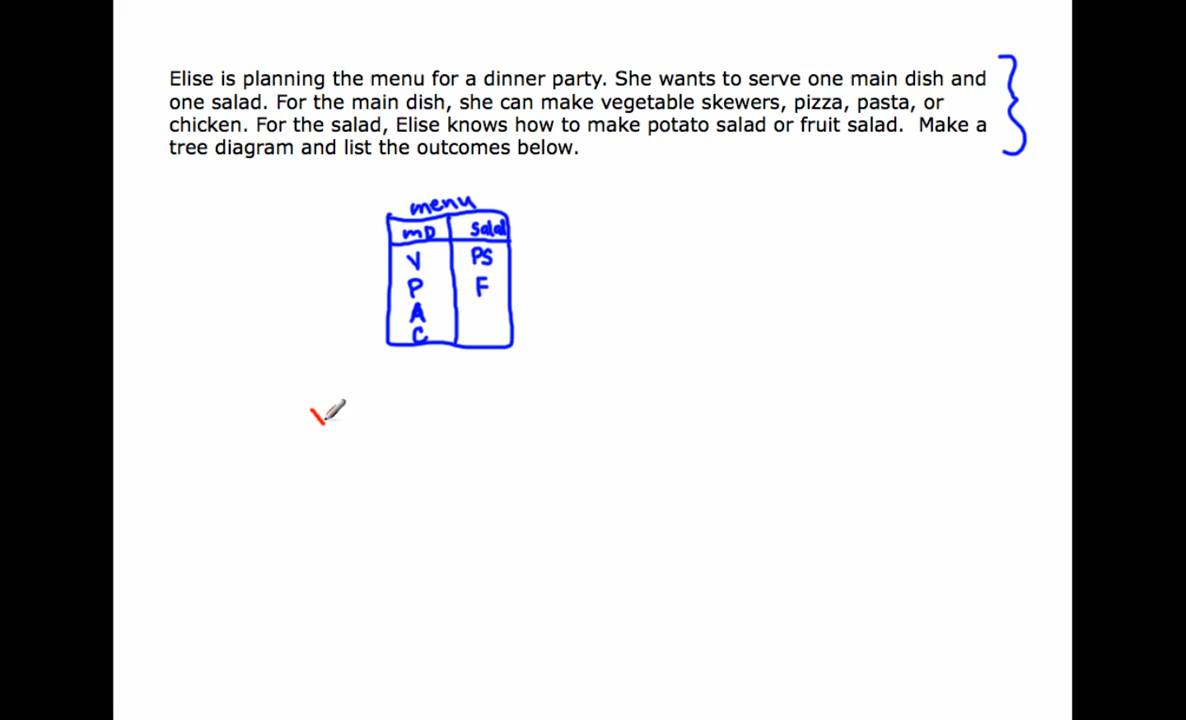 Elise is planning the menu for a dinner party. She wants to serve one main dish and
one salad. For the main dish, she can make vegetable skewers, pizza, pasta, or
chicken. For the salad, Elise knows how to make potato salad or fruit salad. Make a
tree diagram and list the outcomes below.
menu
mD Salad
V PS
P F
A
C